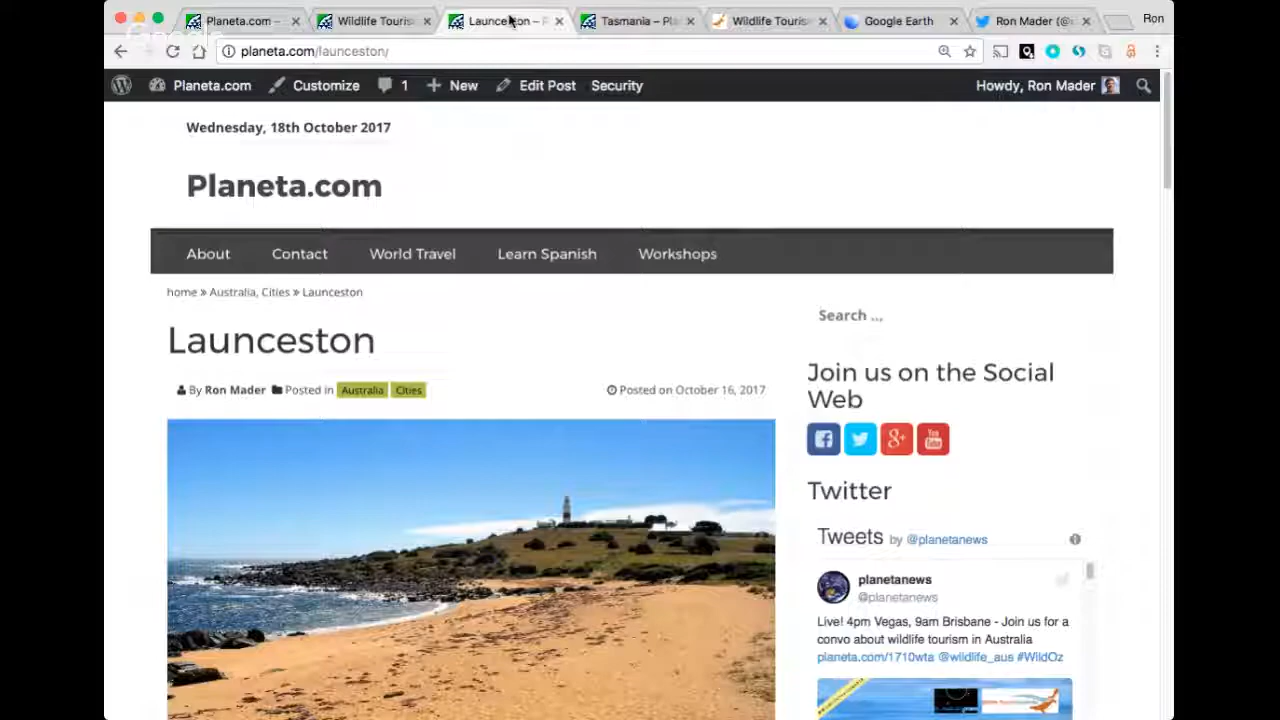 Planeta.com –
Wildlife Touris
Launceston – P
Tasmania – Pl
Wildlife Touris
Google Earth
Ron Mader (@
Ron
planeta.com/launceston/
Planeta.com
Customize
1
New
Edit Post
Security
Howdy, Ron Mader
Wednesday, 18th October 2017
Planeta.com
About
Contact
World Travel
Learn Spanish
Workshops
home » Australia, Cities » Launceston
Launceston
By Ron Mader Posted in Australia Cities
Posted on October 16, 2017
Search ...
Join us on the Social
Web
You
Tube
Twitter
Tweets by @planetanews
planetanews
@planetanews
Live! 4pm Vegas, 9am Brisbane - Join us for a
convo about wildlife tourism in Australia
planeta.com/1710wta @wildlife_aus #WildOz